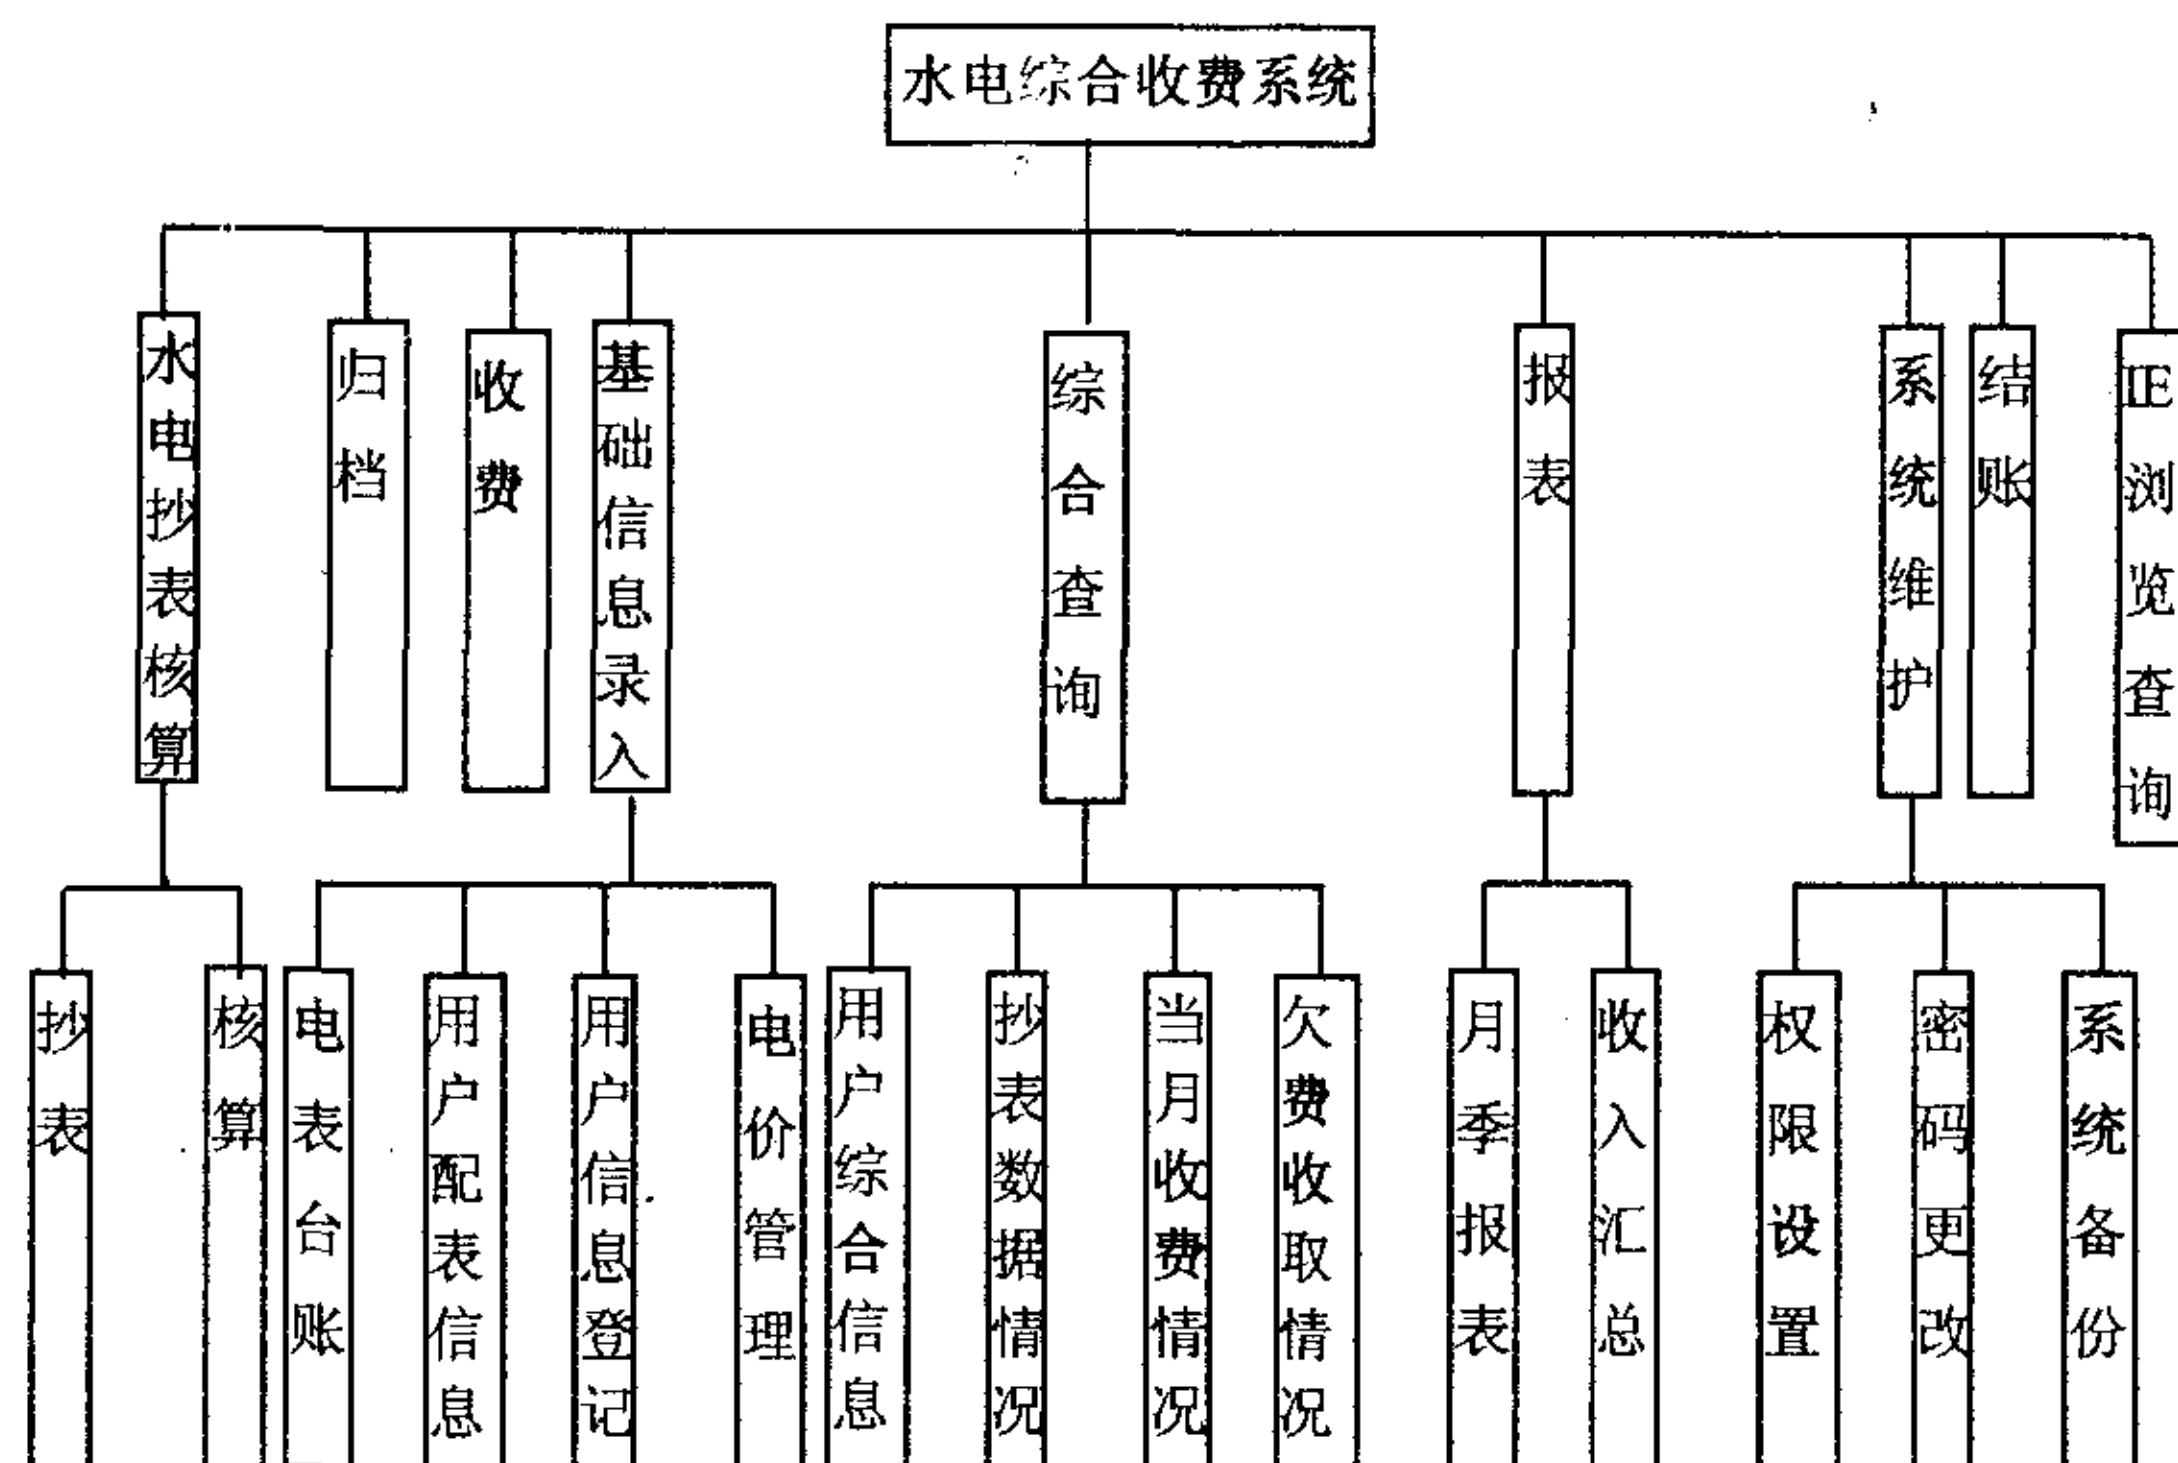 水电综合收费系统
水电抄表核算
归档
收费
基础信息录入
综合查询
报表
系统维护
结账
IE浏览查询
抄表
核算
电表台账
用户配表信息
用户信息登记
电价管理
用户综合信息
抄表数据情况
当月收费情况
欠费收取情况
月季报表
收入汇总
权限设置
密码更改
系统备份